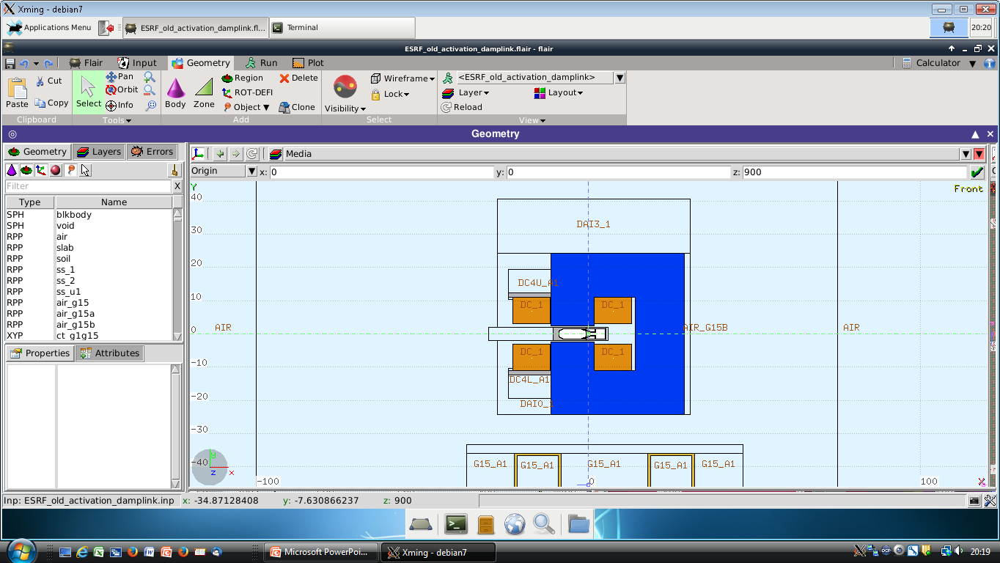 Xming - debian7
Applications Menu
ESRF_old_activation_damplink.fl...
Terminal
20:20
ESRF_old_activation_damplink.flair - flair
Flair
Input
Geometry
Run
Plot
Calculator
Paste
Cut
Copy
Clipboard
Select
Pan
Orbit
Info
Tools
Body
Zone
Region
ROT-DEFI
Object
Delete
Clone
Add
Visibility
Wireframe
Lock
Select
<ESRF_old_activation_damplink>
Layer
Layout
Reload
View
Geometry
Geometry
Layers
Errors
Filter
X
Type Name
SPH blkbody
SPH void
RPP air
RPP slab
RPP soil
RPP ss_1
RPP ss_2
RPP ss_u1
RPP air_g15
RPP air_g15a
RPP air_g15b
XYP ct_g1g15
Properties
Attributes
Media
Origin
x: 0
y: 0
z: 900
Y
Front
40
30
20
10
0
-10
-20
-30
-40
DAI3_1
DC4U_A1
DC_1
DC_1
AIR
AIR_G15B
AIR
DC_1
DC_1
DC4L_A1
DAI0_1
G15_A1
G15_A1
G15_A1
G15_A1
G15_A1
y
z
x
-100
0
100
X
Inp: ESRF_old_activation_damplink.inp
x: -34.87128408
y: -7.630866237
z: 900
Microsoft PowerPoi...
Xming - debian7
20:19